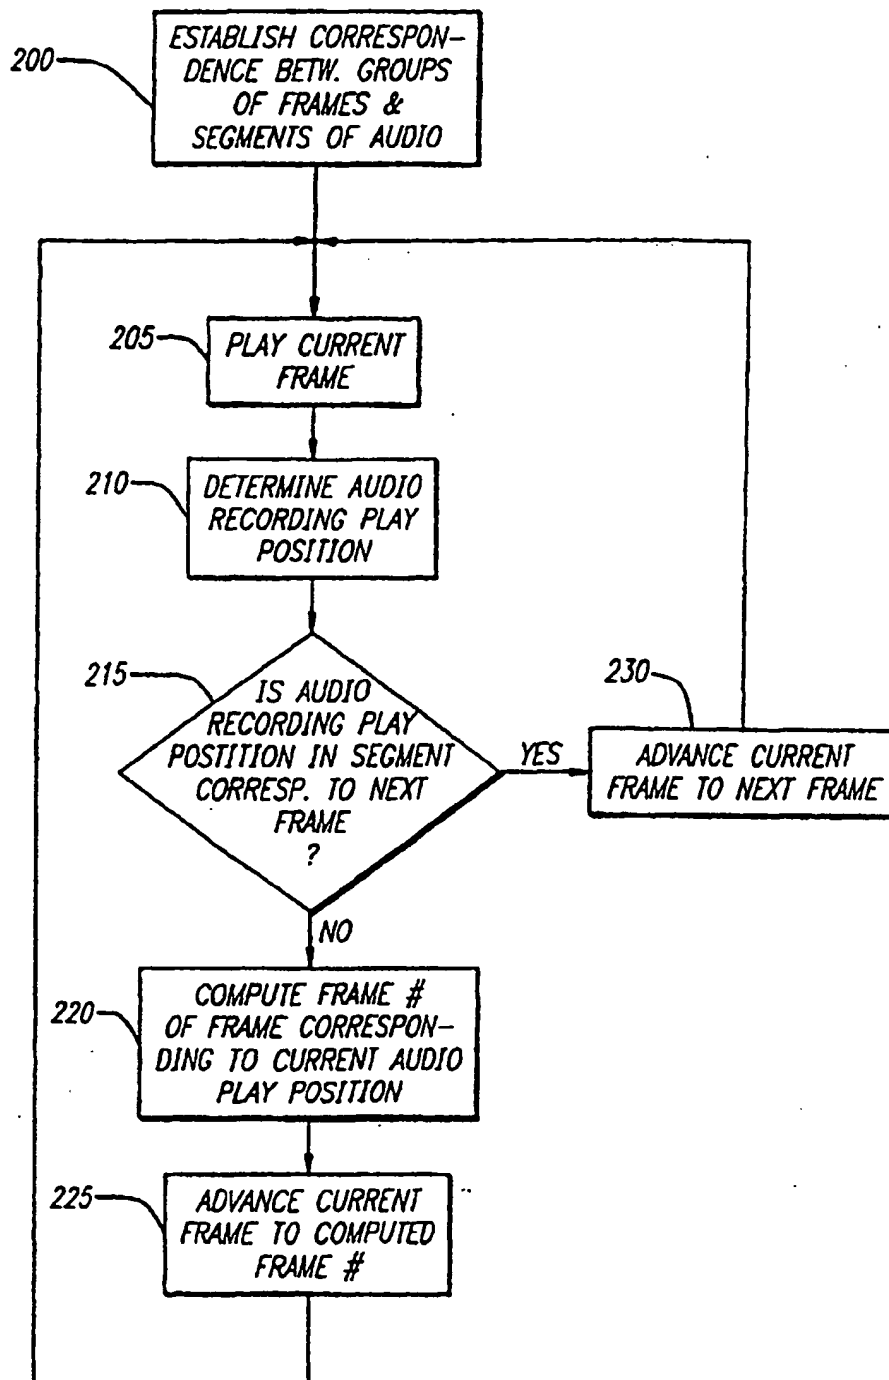 200
ESTABLISH CORRESPON-
DENCE BETW. GROUPS
OF FRAMES &
SEGMENTS OF AUDIO
205
PLAY CURRENT
FRAME
210
DETERMINE AUDIO
RECORDING PLAY
POSITION
215
IS AUDIO
RECORDING PLAY
POSTITION IN SEGMENT
CORRESP. TO NEXT
FRAME
?
YES
230
ADVANCE CURRENT
FRAME TO NEXT FRAME
NO
220
COMPUTE FRAME #
OF FRAME CORRESPON-
DING TO CURRENT AUDIO
PLAY POSITION
225
ADVANCE CURRENT
FRAME TO COMPUTED
FRAME #